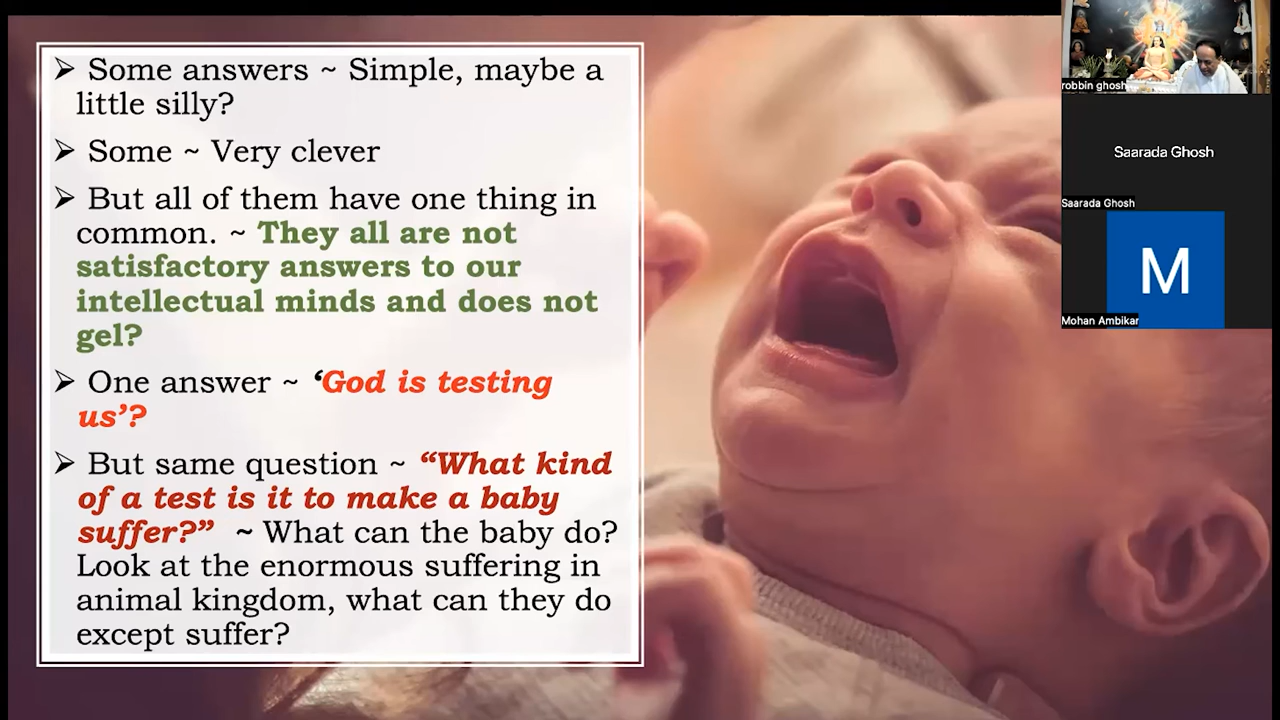 ➢ Some answers ~ Simple, maybe a
little silly?
➢ Some ~ Very clever
➢ But all of them have one thing in
common. ~ They all are not
satisfactory answers to our
intellectual minds and does not
gel?
➢ One answer ~ ‘God is testing
us’?
➢ But same question ~ “What kind
of a test is it to make a baby
suffer?” ~ What can the baby do?
Look at the enormous suffering in
animal kingdom, what can they do
except suffer?
robbin ghosh
Saarada Ghosh
Saarada Ghosh
M
Mohan Ambikar